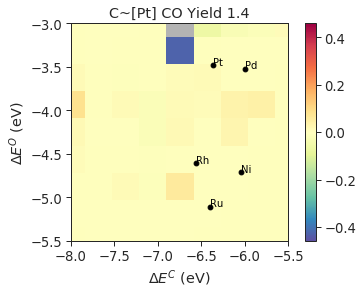 C~[Pt] CO Yield 1.4
−3.0
−3.5
−4.0
−4.5
−5.0
−5.5
ΔE^O (eV)
Pt
Pd
Rh
Ni
Ru
−8.0 −7.5 −7.0 −6.5 −6.0 −5.5
ΔE^C (eV)
0.4
0.2
0.0
−0.2
−0.4